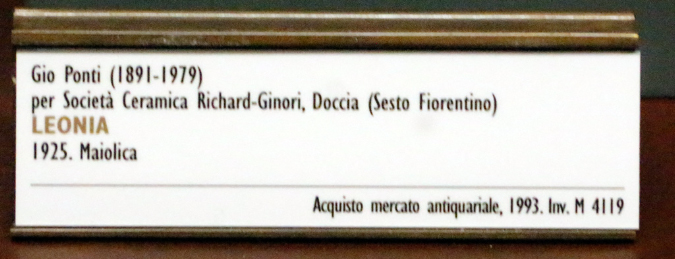 Gio Ponti (1891-1979)
per Società Ceramica Richard-Ginori, Doccia (Sesto Fiorentino)
LEONIA
1925. Maiolica
Acquisto mercato antiquariale, 1993. Inv. M 4119